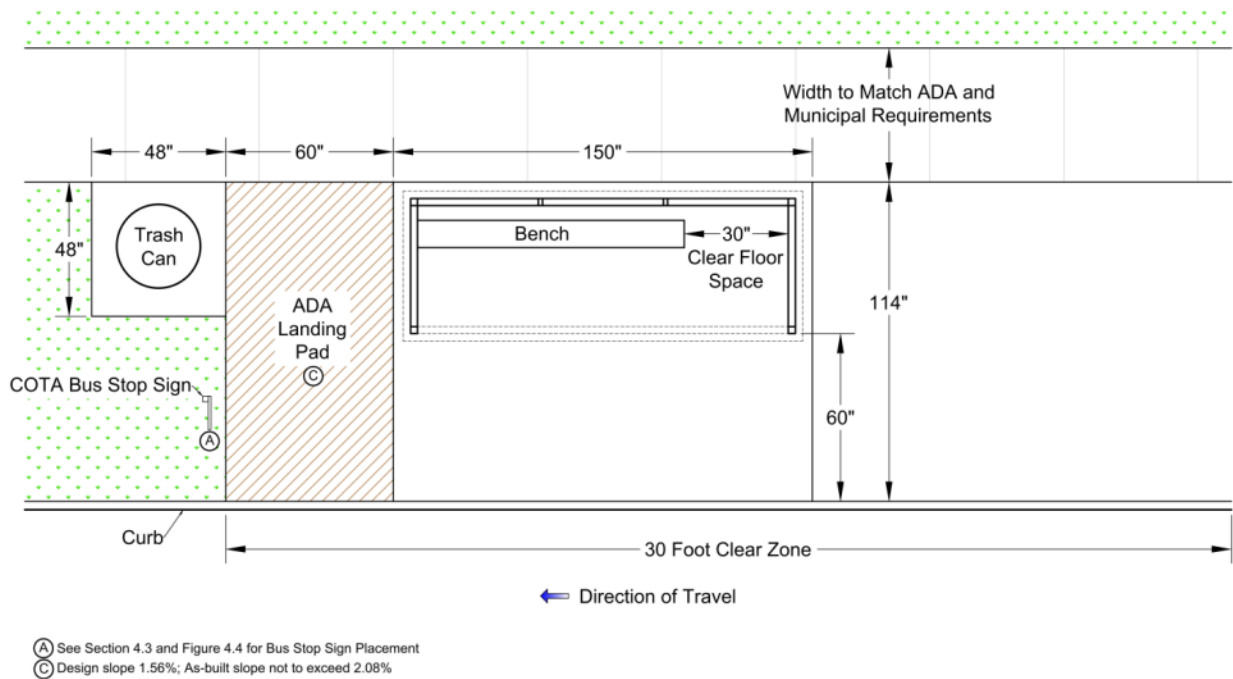 Width to Match ADA and
Municipal Requirements
48"
60"
150"
48"
Trash
Can
Bench
30"
Clear Floor
Space
ADA
Landing
Pad
C
114"
COTA Bus Stop Sign
A
60"
Curb
30 Foot Clear Zone
Direction of Travel
A See Section 4.3 and Figure 4.4 for Bus Stop Sign Placement
C Design slope 1.56%; As-built slope not to exceed 2.08%